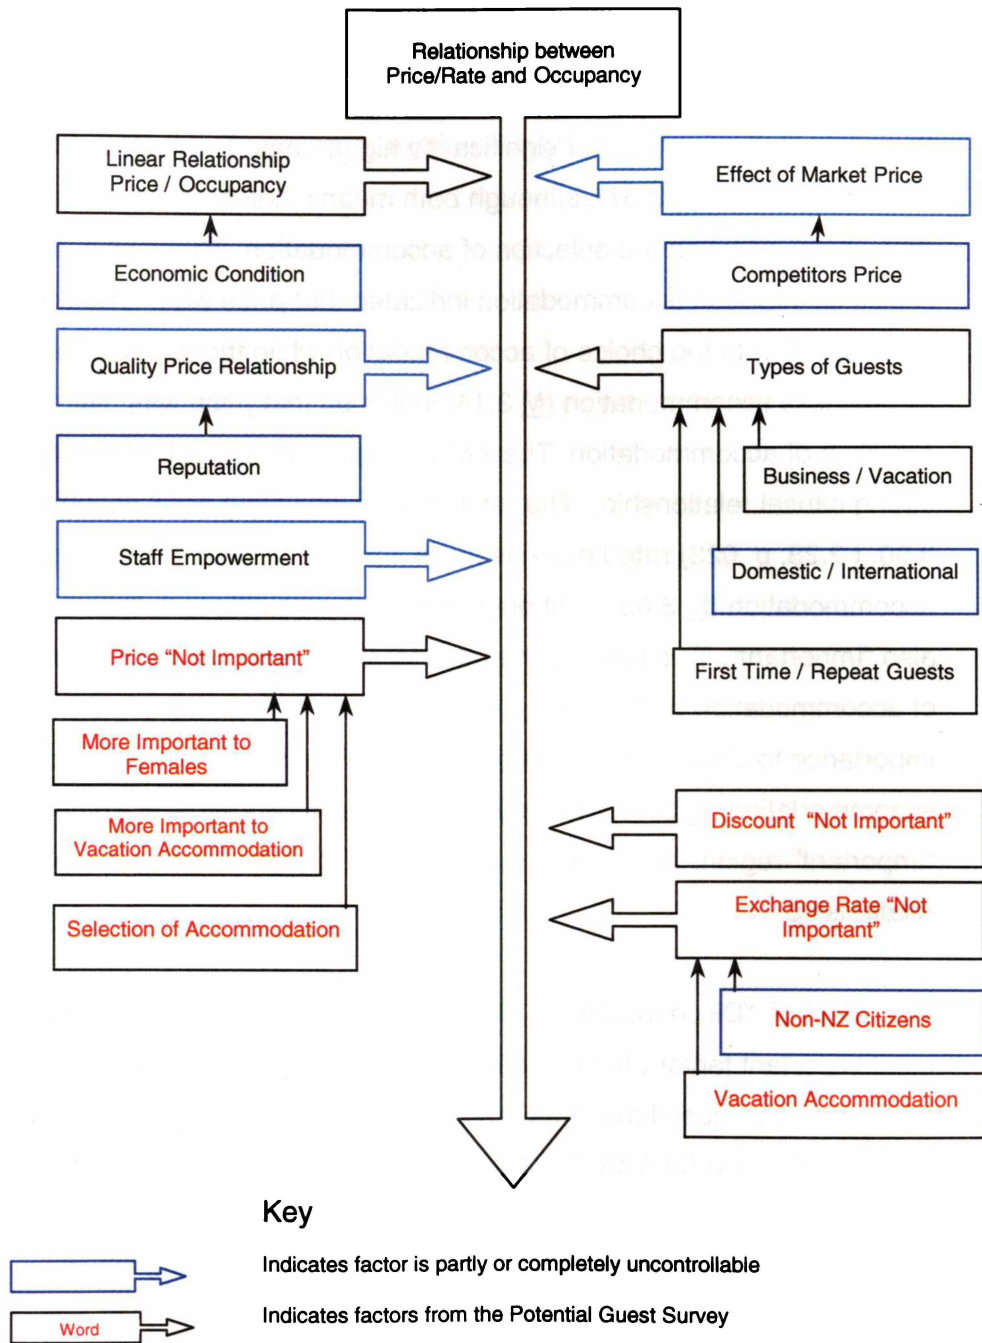 Relationship between
Price/Rate and Occupancy
Linear Relationship
Price / Occupancy
Economic Condition
Quality Price Relationship
Reputation
Staff Empowerment
Price “Not Important”
More Important to
Females
More Important to
Vacation Accommodation
Selection of Accommodation
Effect of Market Price
Competitors Price
Types of Guests
Business / Vacation
Domestic / International
First Time / Repeat Guests
Discount “Not Important”
Exchange Rate “Not
Important”
Non-NZ Citizens
Vacation Accommodation
Key
Indicates factor is partly or completely uncontrollable
Word
Indicates factors from the Potential Guest Survey